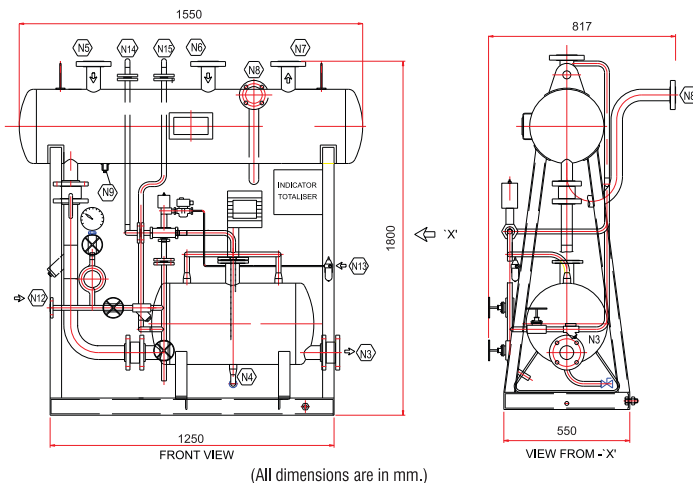 1550
817
N5
N14
N15
N6
N7
N8
N8
N9
INDICATOR
TOTALISER
1800
`X'
N12
N13
N3
N3
N4
1250
FRONT VIEW
550
VIEW FROM -`X'
(All dimensions are in mm.)